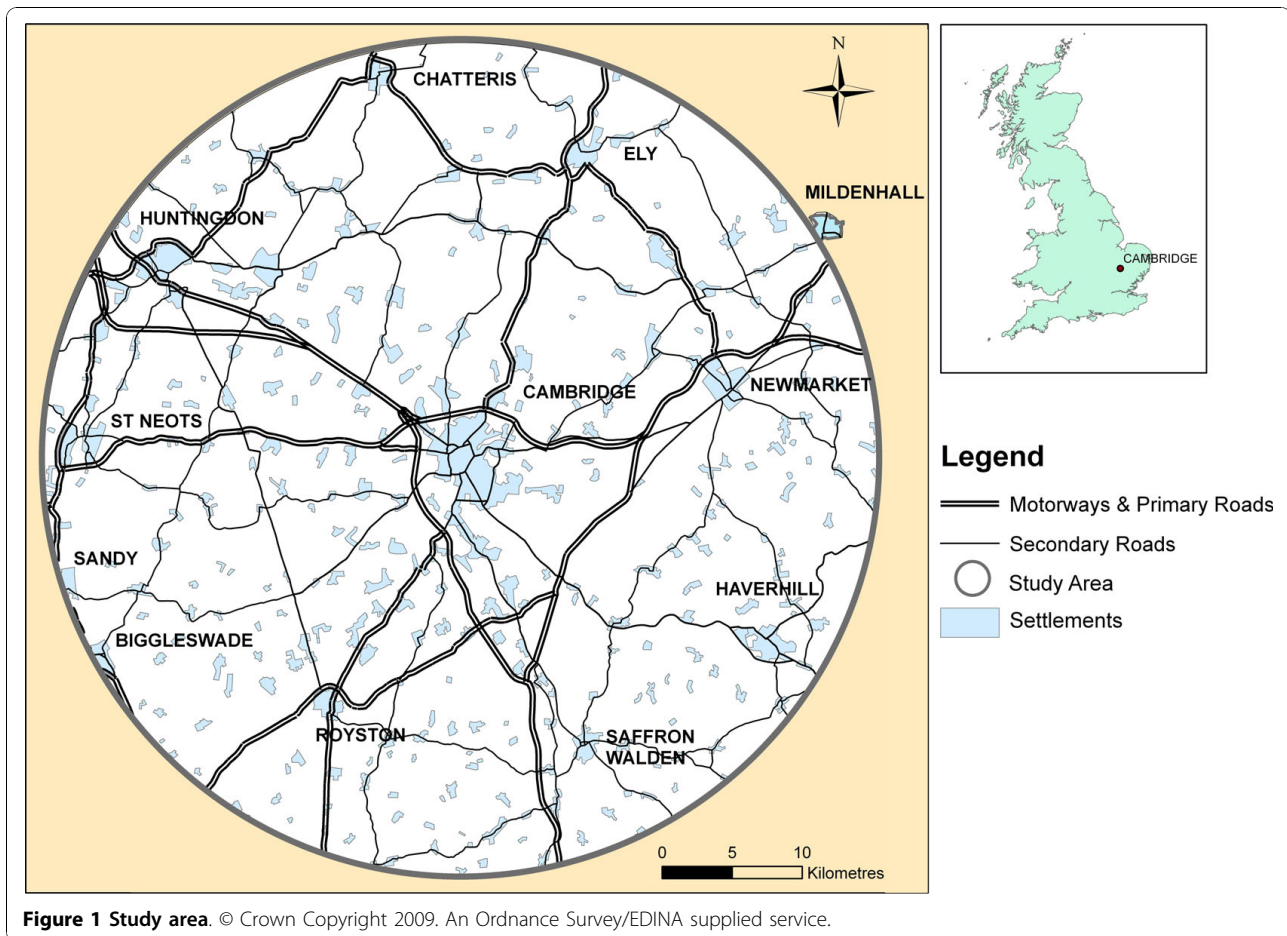 N
CHATTERIS
ELY
MILDENHALL
HUNTINGDON
CAMBRIDGE
NEWMARKET
ST NEOTS
SANDY
HAVERHILL
BIGGLESWADE
ROYSTON
SAFFRON
WALDEN
0 5 10
Kilometres
CAMBRIDGE
Legend
Motorways & Primary Roads
Secondary Roads
Study Area
Settlements
Figure 1 Study area. © Crown Copyright 2009. An Ordnance Survey/EDINA supplied service.